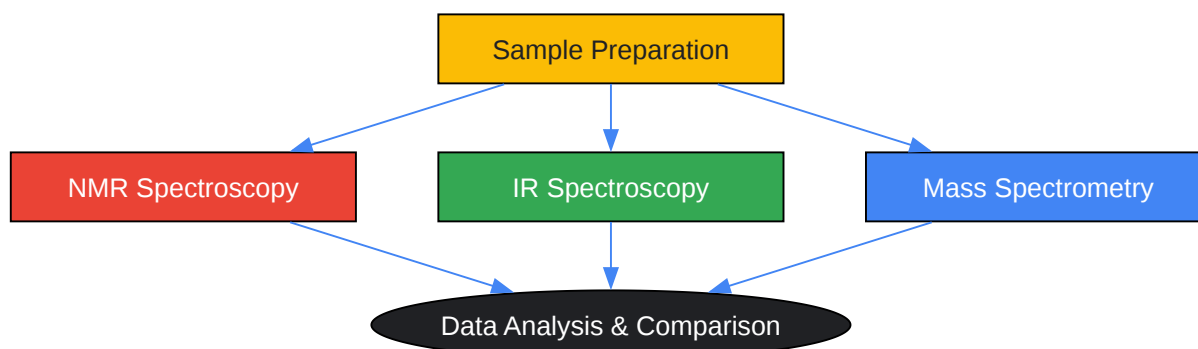 Sample Preparation
NMR Spectroscopy
IR Spectroscopy
Mass Spectrometry
Data Analysis & Comparison